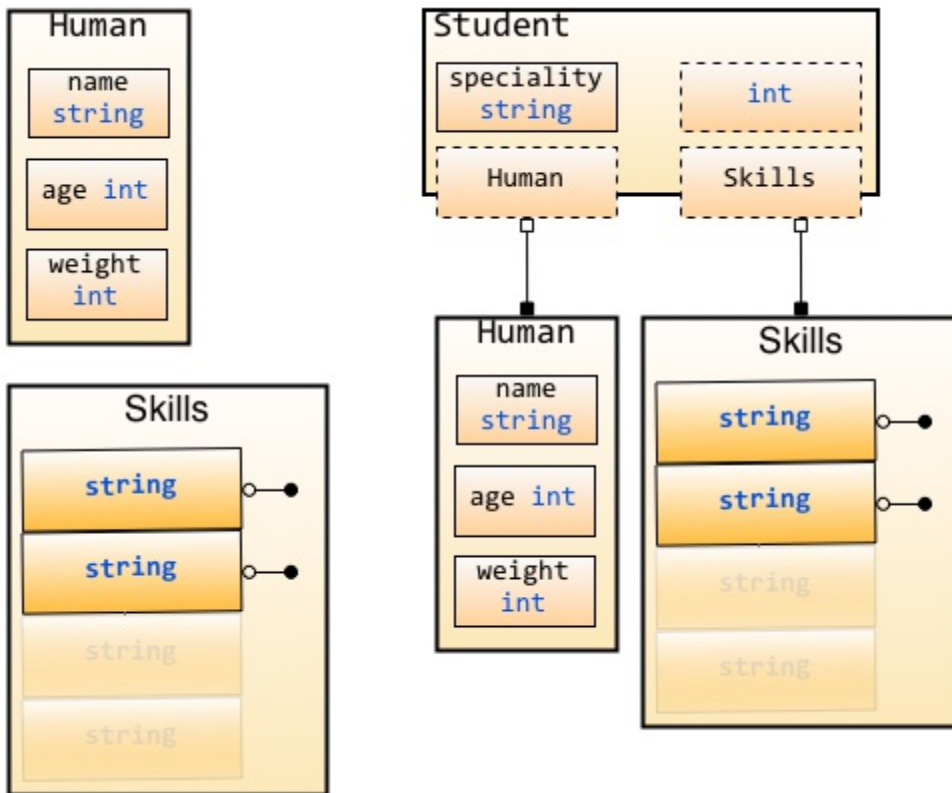 Human
name
string
age int
weight
int
Skills
string
string
string
string
Student
speciality
string
int
Human
Skills
Human
name
string
age int
weight
int
Skills
string
string
string
string